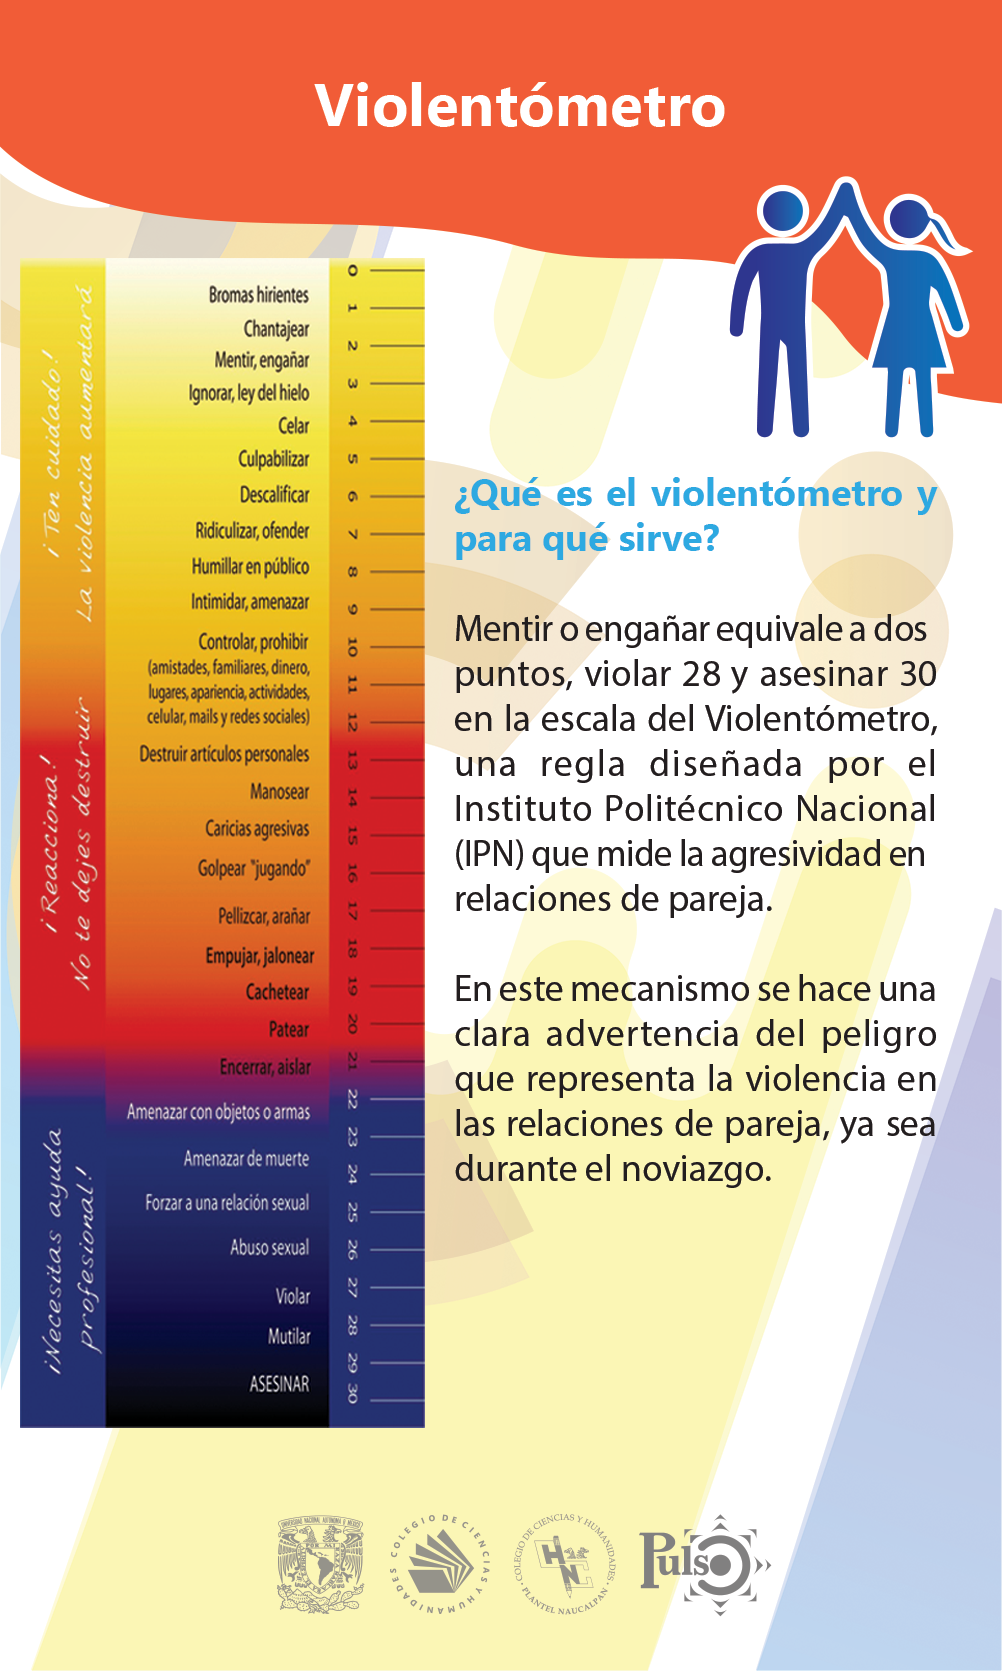 Violentómetro
¡Ten cuidado!
La violencia aumentará
¡Reacciona!
No te dejes destruir
¡Necesitas ayuda
profesional!
Bromas hirientes
Chantajear
Mentir, engañar
Ignorar, ley del hielo
Celar
Culpabilizar
Descalificar
Ridiculizar, ofender
Humillar en público
Intimidar, amenazar
Controlar, prohibir
(amistades, familiares, dinero,
lugares, apariencia, actividades,
celular, mails y redes sociales)
Destruir artículos personales
Manosear
Caricias agresivas
Golpear "jugando"
Pellizcar, arañar
Empujar, jalonear
Cachetear
Patear
Encerrar, aislar
Amenazar con objetos o armas
Amenazar de muerte
Forzar a una relación sexual
Abuso sexual
Violar
Mutilar
ASESINAR
0
1
2
3
4
5
6
7
8
9
10
11
12
13
14
15
16
17
18
19
20
21
22
23
24
25
26
27
28
29
30
¿Qué es el violentómetro y
para qué sirve?
Mentir o engañar equivale a dos
puntos, violar 28 y asesinar 30
en la escala del Violentómetro,
una regla diseñada por el
Instituto Politécnico Nacional
(IPN) que mide la agresividad en
relaciones de pareja.
En este mecanismo se hace una
clara advertencia del peligro
que representa la violencia en
las relaciones de pareja, ya sea
durante el noviazgo.
UNIVERSIDAD NACIONAL AUTONOMA DE MEXICO
COLEGIO DE CIENCIAS Y HUMANIDADES
COLEGIO DE CIENCIAS Y HUMANIDADES
PLANTEL NAUCALPAN
Pulso